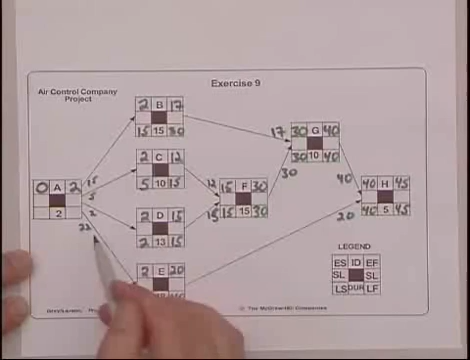 Exercise 9
Air Control Company
Project
2 B 17
15 15 30
17 30 G 40
30 10 40
2 C 12
5 10 15
0 A 2
2
15
5
2
22
12
15 F 30
15 15 30
30
40
40 H 45
40 5 45
2 D 15
2 13 15
15
20
2 E 20
LEGEND
ES ID EF
SL SL
LS DUR LF
The McGraw-Hill Companies